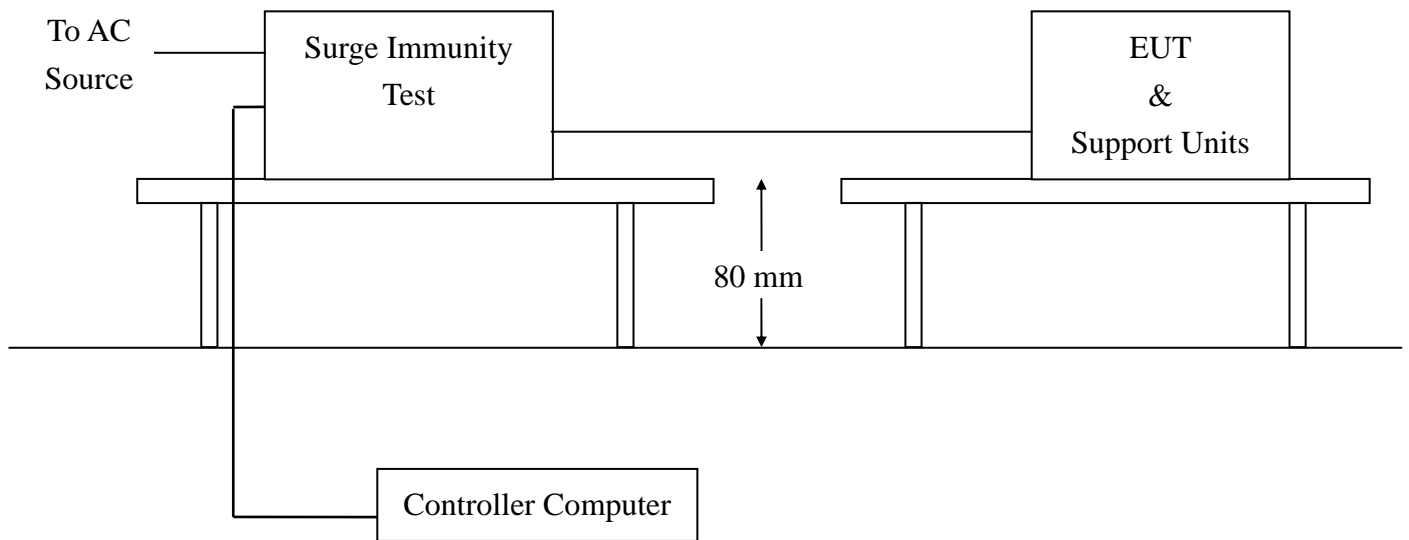 To AC
Source
Surge Immunity
Test
EUT
&
Support Units
80 mm
Controller Computer